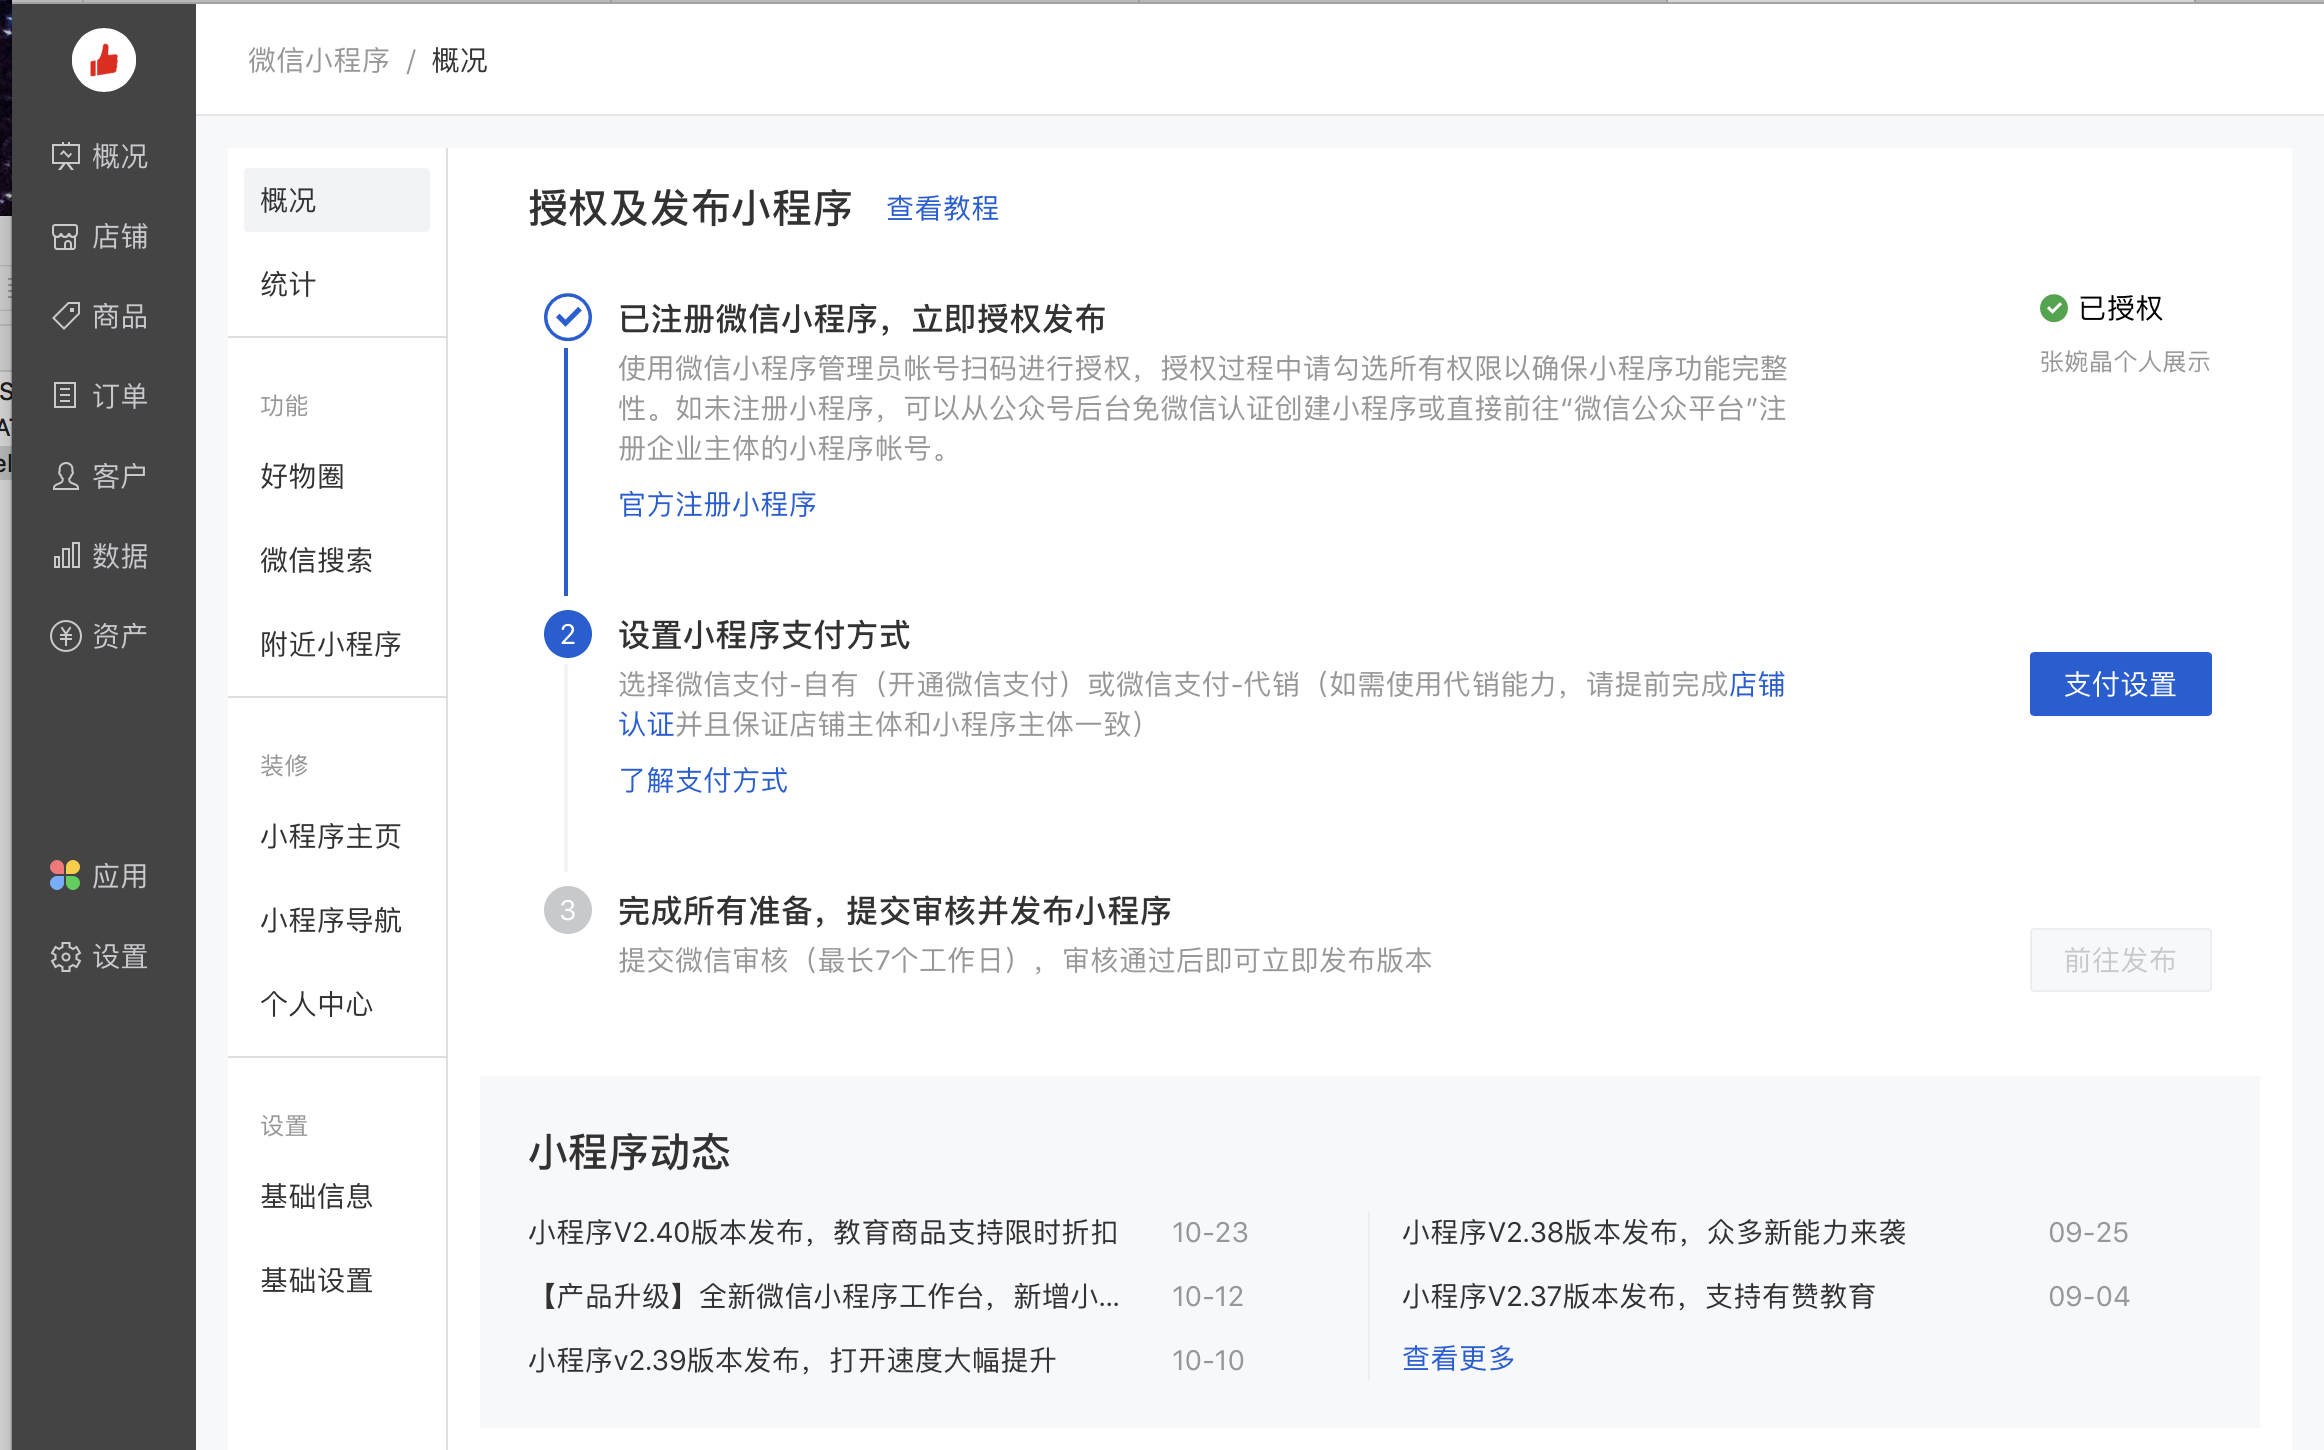 微信小程序 / 概况
概况
店铺
商品
订单
客户
数据
资产
应用
设置
概况
统计
功能
好物圈
微信搜索
附近小程序
装修
小程序主页
小程序导航
个人中心
设置
基础信息
基础设置
授权及发布小程序 查看教程
已注册微信小程序，立即授权发布
使用微信小程序管理员帐号扫码进行授权，授权过程中请勾选所有权限以确保小程序功能完整
性。如未注册小程序，可以从公众号后台免微信认证创建小程序或直接前往“微信公众平台”注
册企业主体的小程序帐号。
官方注册小程序
已授权
张婉晶个人展示
2 设置小程序支付方式
选择微信支付-自有（开通微信支付）或微信支付-代销（如需使用代销能力，请提前完成店铺
认证并且保证店铺主体和小程序主体一致）
了解支付方式
支付设置
3 完成所有准备，提交审核并发布小程序
提交微信审核（最长7个工作日），审核通过后即可立即发布版本
前往发布
小程序动态
小程序V2.40版本发布，教育商品支持限时折扣 10-23
【产品升级】全新微信小程序工作台，新增小... 10-12
小程序v2.39版本发布，打开速度大幅提升 10-10
小程序V2.38版本发布，众多新能力来袭 09-25
小程序V2.37版本发布，支持有赞教育 09-04
查看更多